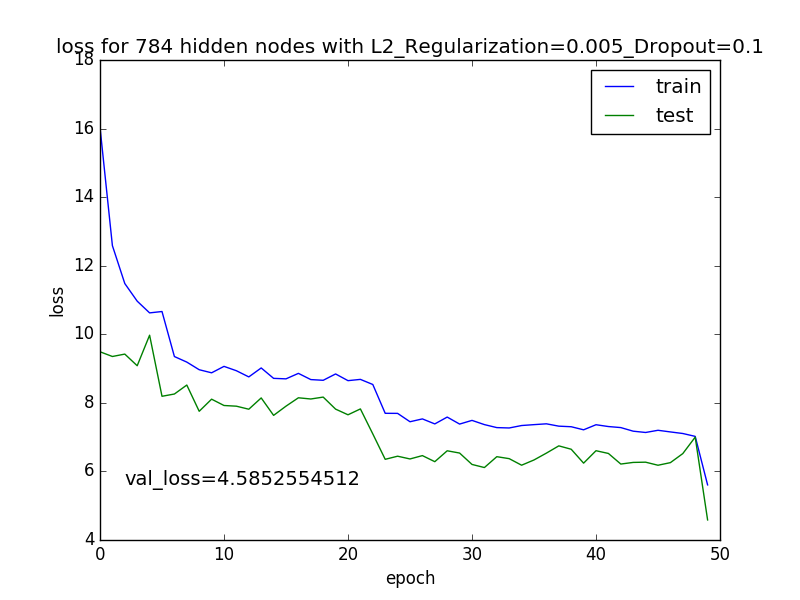 loss for 784 hidden nodes with L2_Regularization=0.005_Dropout=0.1
18
16
14
12
10
8
6
4
loss
train
test
val_loss=4.5852554512
0 10 20 30 40 50
epoch